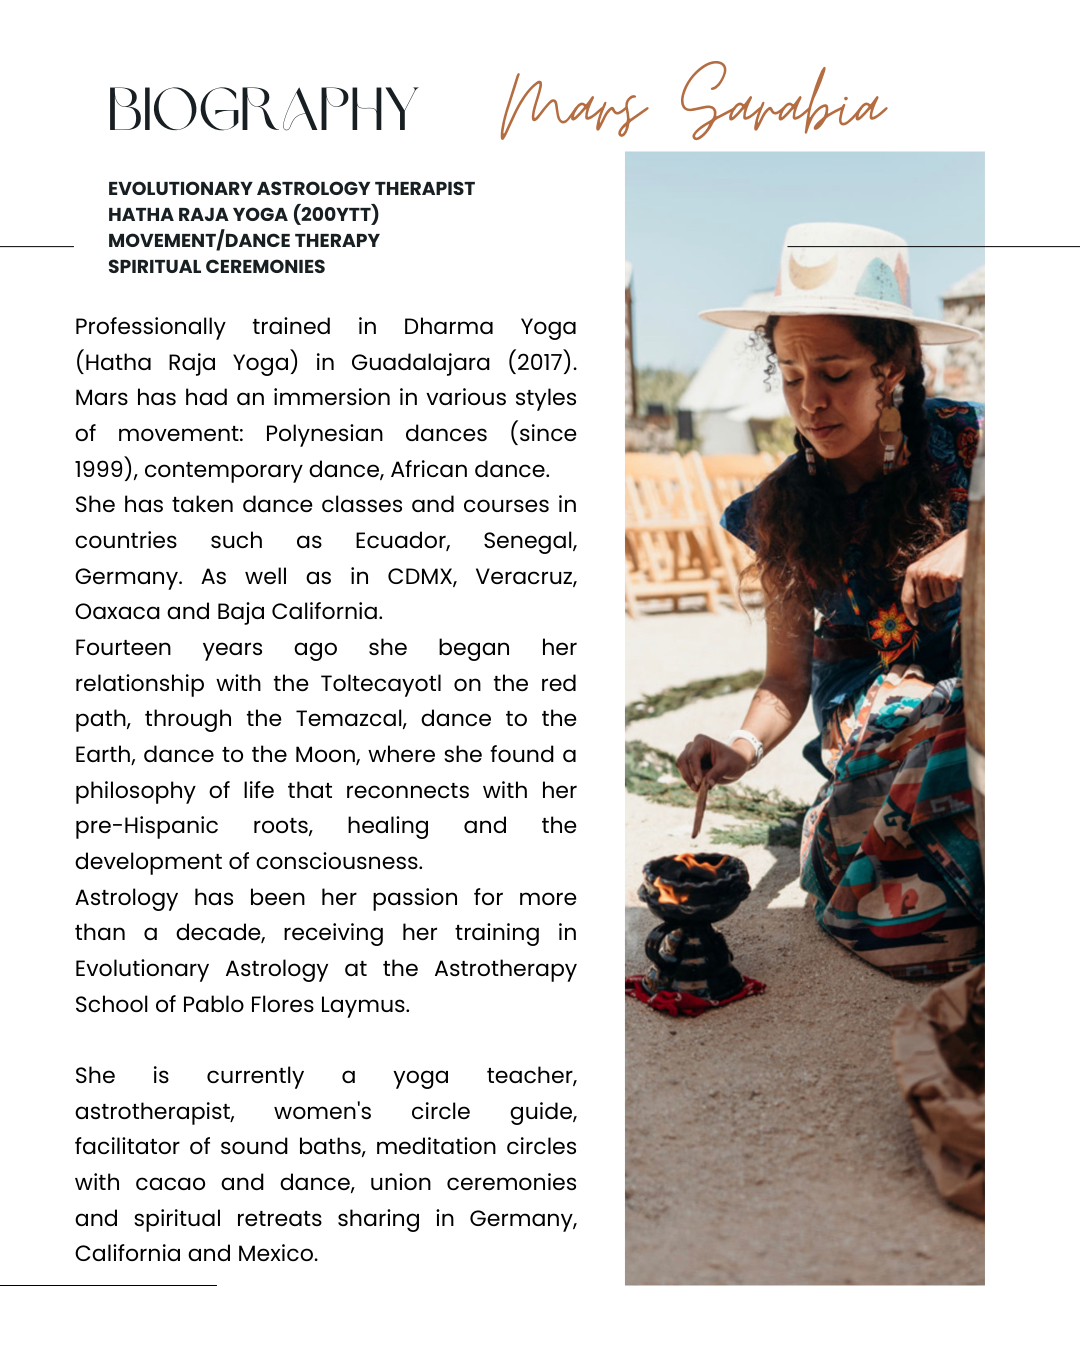 BIOGRAPHY Mars Sarabia
EVOLUTIONARY ASTROLOGY THERAPIST
HATHA RAJA YOGA (200YTT)
MOVEMENT/DANCE THERAPY
SPIRITUAL CEREMONIES
Professionally trained in Dharma Yoga
(Hatha Raja Yoga) in Guadalajara (2017).
Mars has had an immersion in various styles
of movement: Polynesian dances (since
1999), contemporary dance, African dance.
She has taken dance classes and courses in
countries such as Ecuador, Senegal,
Germany. As well as in CDMX, Veracruz,
Oaxaca and Baja California.
Fourteen years ago she began her
relationship with the Toltecayotl on the red
path, through the Temazcal, dance to the
Earth, dance to the Moon, where she found a
philosophy of life that reconnects with her
pre-Hispanic roots, healing and the
development of consciousness.
Astrology has been her passion for more
than a decade, receiving her training in
Evolutionary Astrology at the Astrotherapy
School of Pablo Flores Laymus.
She is currently a yoga teacher,
astrotherapist, women's circle guide,
facilitator of sound baths, meditation circles
with cacao and dance, union ceremonies
and spiritual retreats sharing in Germany,
California and Mexico.